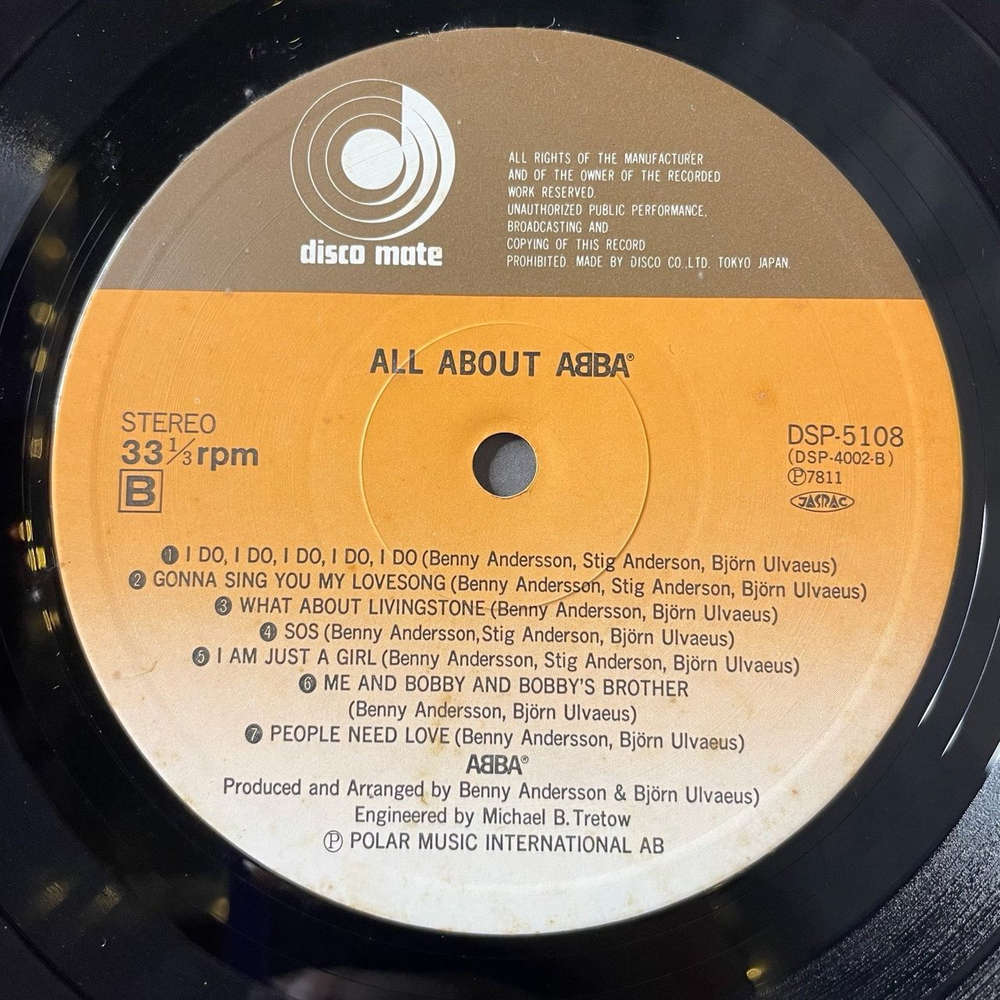 disco mate
ALL RIGHTS OF THE MANUFACTURER
AND OF THE OWNER OF THE RECORDED
WORK RESERVED.
UNAUTHORIZED PUBLIC PERFORMANCE,
BROADCASTING AND
COPYING OF THIS RECORD
PROHIBITED. MADE BY DISCO CO.,LTD. TOKYO JAPAN.
ALL ABOUT ABBA®
STEREO
33 1/3 rpm
B
DSP-5108
(DSP-4002-B)
Ⓟ7811
JASRAC
❶ I DO, I DO, I DO, I DO, I DO (Benny Andersson, Stig Anderson, Björn Ulvaeus)
❷ GONNA SING YOU MY LOVESONG (Benny Andersson, Stig Anderson, Björn Ulvaeus)
❸ WHAT ABOUT LIVINGSTONE (Benny Andersson, Björn Ulvaeus)
❹ SOS (Benny Andersson, Stig Anderson, Björn Ulvaeus)
❺ I AM JUST A GIRL (Benny Andersson, Stig Anderson, Björn Ulvaeus)
❻ ME AND BOBBY AND BOBBY'S BROTHER
(Benny Andersson, Björn Ulvaeus)
❼ PEOPLE NEED LOVE (Benny Andersson, Björn Ulvaeus)
ABBA®
Produced and Arranged by Benny Andersson & Björn Ulvaeus)
Engineered by Michael B. Tretow
Ⓟ POLAR MUSIC INTERNATIONAL AB